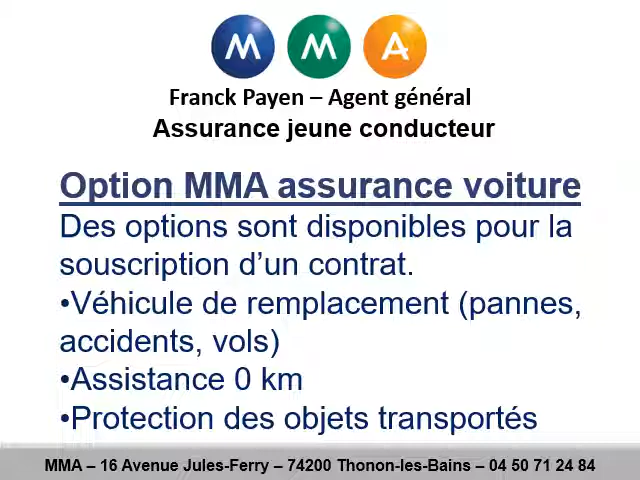 MMA
Franck Payen – Agent général
Assurance jeune conducteur
Option MMA assurance voiture
Des options sont disponibles pour la
souscription d’un contrat.
•Véhicule de remplacement (pannes,
accidents, vols)
•Assistance 0 km
•Protection des objets transportés
MMA – 16 Avenue Jules-Ferry – 74200 Thonon-les-Bains – 04 50 71 24 84